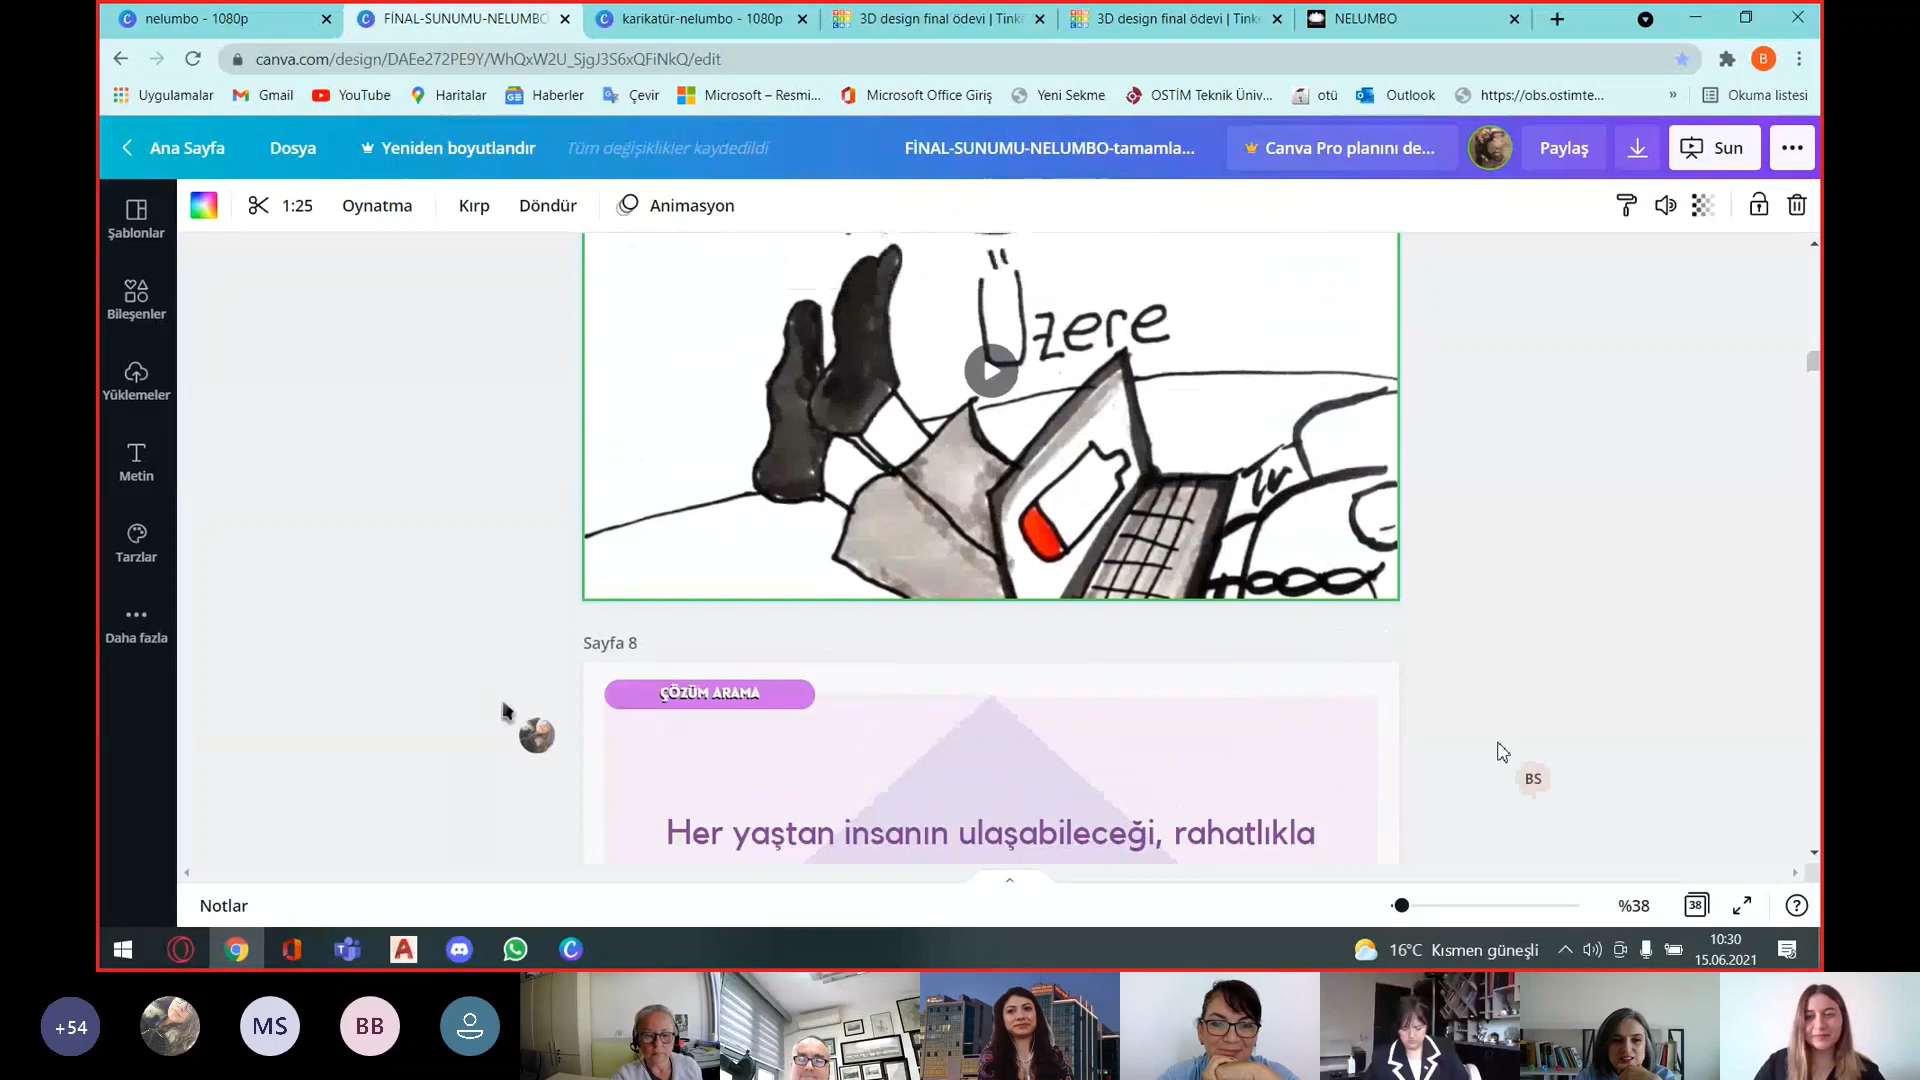 nelumbo - 1080p
FİNAL-SUNUMU-NELUMBO
karikatür-nelumbo - 1080p
3D design final ödevi | Tink
3D design final ödevi | Tink
NELUMBO
canva.com/design/DAEe272PE9Y/WhQxW2U_SjgJ3S6xQFiNkQ/edit
B
Uygulamalar
Gmail
YouTube
Haritalar
Haberler
Çevir
Microsoft – Resmi...
Microsoft Office Giriş
Yeni Sekme
OSTİM Teknik Üniv...
otü
Outlook
https://obs.ostimte...
»
Okuma listesi
Ana Sayfa
Dosya
Yeniden boyutlandır
Tüm değişiklikler kaydedildi
FİNAL-SUNUMU-NELUMBO-tamamla...
Canva Pro planını de...
Paylaş
Sun
1:25
Oynatma
Kırp
Döndür
Animasyon
Şablonlar
Bileşenler
Yüklemeler
Metin
Tarzlar
Daha fazla
Üzere
Sayfa 8
ÇÖZÜM ARAMA
Her yaştan insanın ulaşabileceği, rahatlıkla
BS
Notlar
%38
38
16°C Kısmen güneşli
10:30
15.06.2021
+54
MS
BB